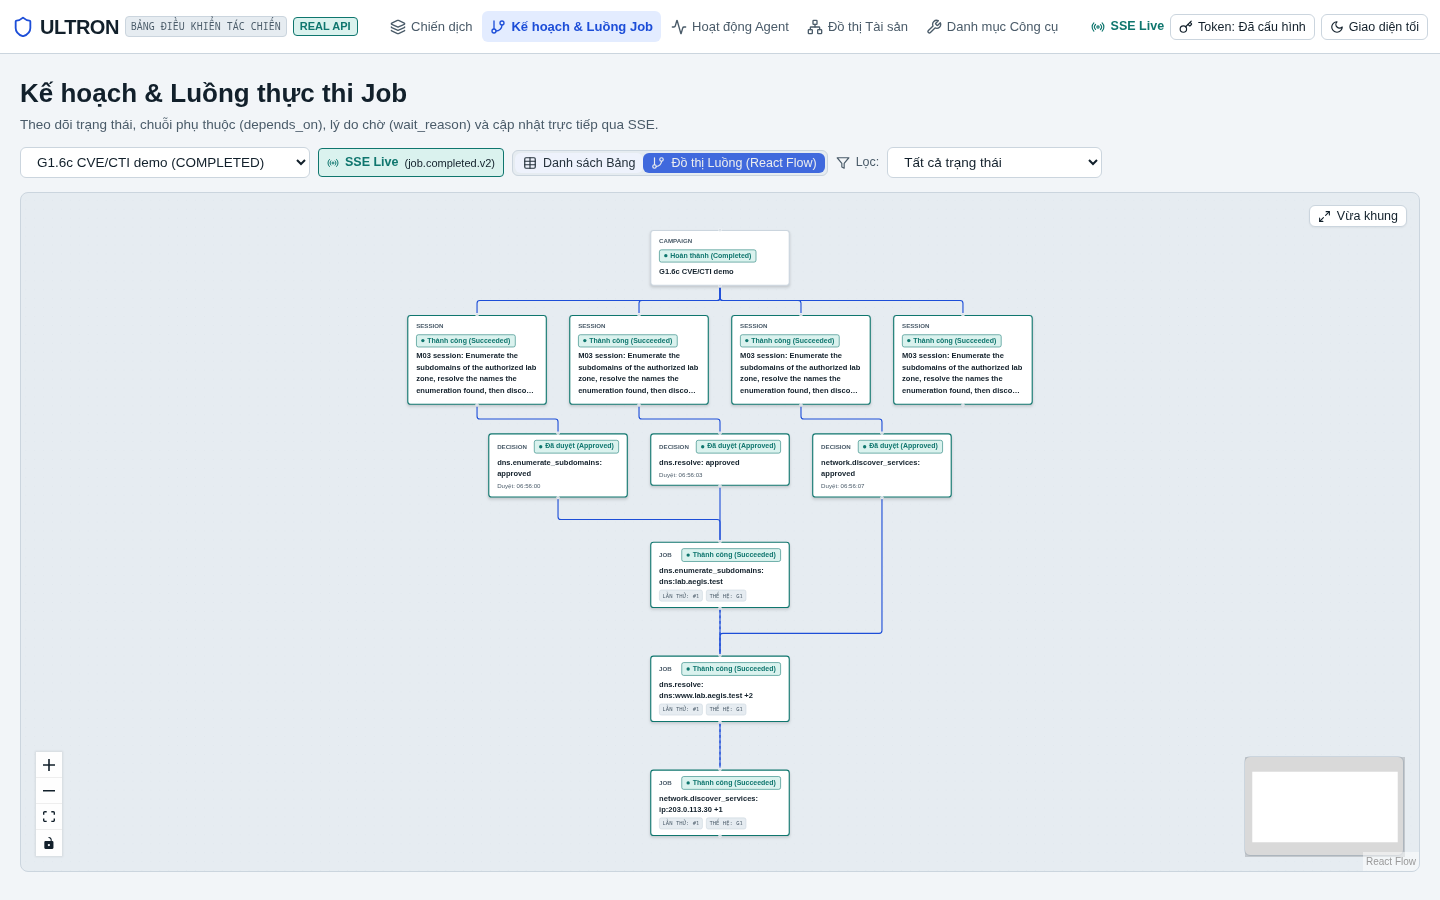 ULTRON
BẢNG ĐIỀU KHIỂN TÁC CHIẾN
REAL API
Chiến dịch
Kế hoạch & Luồng Job
Hoạt động Agent
Đồ thị Tài sản
Danh mục Công cụ
SSE Live
Token: Đã cấu hình
Giao diện tối
Kế hoạch & Luồng thực thi Job
Theo dõi trạng thái, chuỗi phụ thuộc (depends_on), lý do chờ (wait_reason) và cập nhật trực tiếp qua SSE.
G1.6c CVE/CTI demo (COMPLETED)
SSE Live (job.completed.v2)
Danh sách Bảng
Đồ thị Luồng (React Flow)
Lọc:
Tất cả trạng thái
Vừa khung
CAMPAIGN
Hoàn thành (Completed)
G1.6c CVE/CTI demo
SESSION
Thành công (Succeeded)
M03 session: Enumerate the
subdomains of the authorized lab
zone, resolve the names the
enumeration found, then disco...
SESSION
Thành công (Succeeded)
M03 session: Enumerate the
subdomains of the authorized lab
zone, resolve the names the
enumeration found, then disco...
SESSION
Thành công (Succeeded)
M03 session: Enumerate the
subdomains of the authorized lab
zone, resolve the names the
enumeration found, then disco...
SESSION
Thành công (Succeeded)
M03 session: Enumerate the
subdomains of the authorized lab
zone, resolve the names the
enumeration found, then disco...
DECISION
Đã duyệt (Approved)
dns.enumerate_subdomains:
approved
Duyệt: 06:56:00
DECISION
Đã duyệt (Approved)
dns.resolve: approved
Duyệt: 06:56:03
DECISION
Đã duyệt (Approved)
network.discover_services:
approved
Duyệt: 06:56:07
JOB
Thành công (Succeeded)
dns.enumerate_subdomains:
dns:lab.aegis.test
LẦN THỬ: #1
THẾ HỆ: G1
JOB
Thành công (Succeeded)
dns.resolve:
dns:www.lab.aegis.test +2
LẦN THỬ: #1
THẾ HỆ: G1
JOB
Thành công (Succeeded)
network.discover_services:
ip:203.0.113.30 +1
LẦN THỬ: #1
THẾ HỆ: G1
React Flow